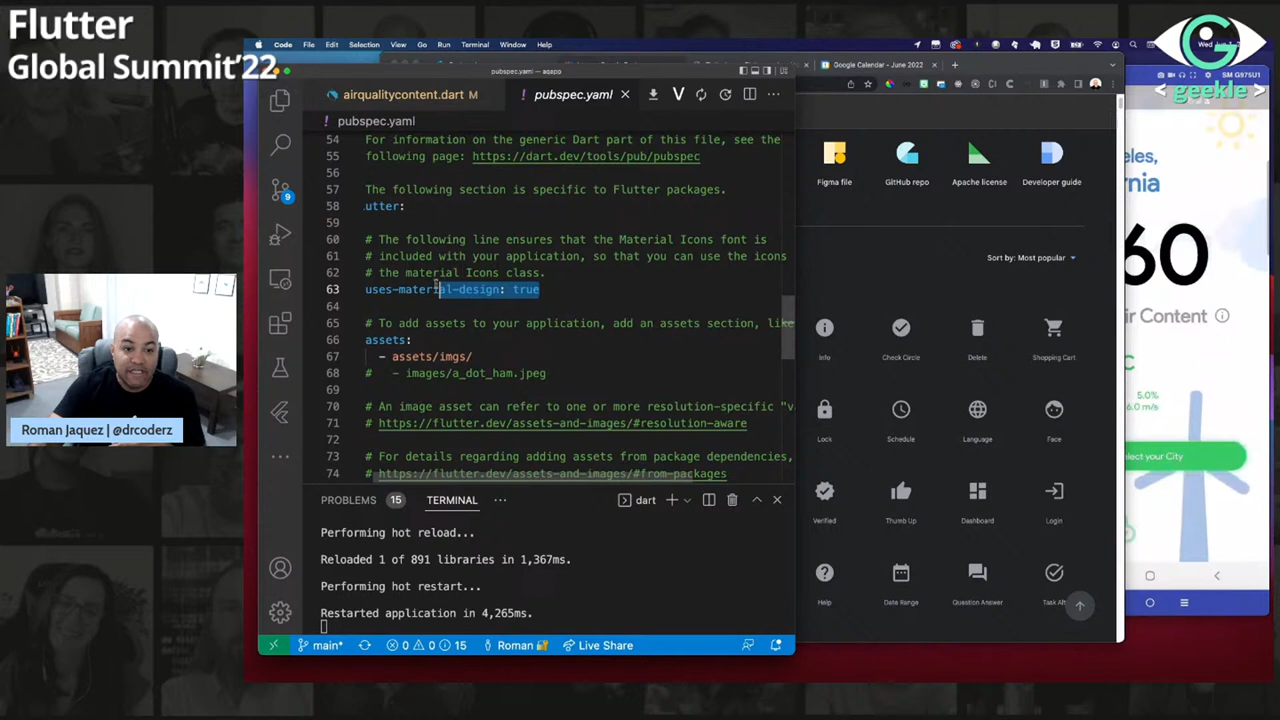 Flutter
Global Summit'22
Code File Edit Selection View Go Run Terminal Window Help
pubspec.yaml — aqapp
Google Calendar - June 2022
airqualitycontent.dart M
pubspec.yaml
pubspec.yaml
54 For information on the generic Dart part of this file, see the
55 following page: https://dart.dev/tools/pub/pubspec
56
57 The following section is specific to Flutter packages.
58 utter:
59
60 # The following line ensures that the Material Icons font is
61 # included with your application, so that you can use the icons
62 # the material Icons class.
63 uses-material-design: true
64
65 # To add assets to your application, add an assets section, like
66 assets:
67 - assets/imgs/
68 # - images/a_dot_ham.jpeg
69
70 # An image asset can refer to one or more resolution-specific "v
71 # https://flutter.dev/assets-and-images/#resolution-aware
72
73 # For details regarding adding assets from package dependencies,
74 # https://flutter.dev/assets-and-images/#from-packages
PROBLEMS 15 TERMINAL
dart
Performing hot reload...
Reloaded 1 of 891 libraries in 1,367ms.
Performing hot restart...
Restarted application in 4,265ms.
main* 0 0 15 Roman Live Share
9
Roman Jaquez | @drcoderz
Figma file GitHub repo Apache license Developer guide
Sort by: Most popular
Info Check Circle Delete Shopping Cart
Lock Schedule Language Face
Verified Thumb Up Dashboard Login
Help Date Range Question Answer Task Alt
G
< geekle >
SM G975U1
eles,
rnia
60
ir Content
5.0%
6.0 m/s
elect your City